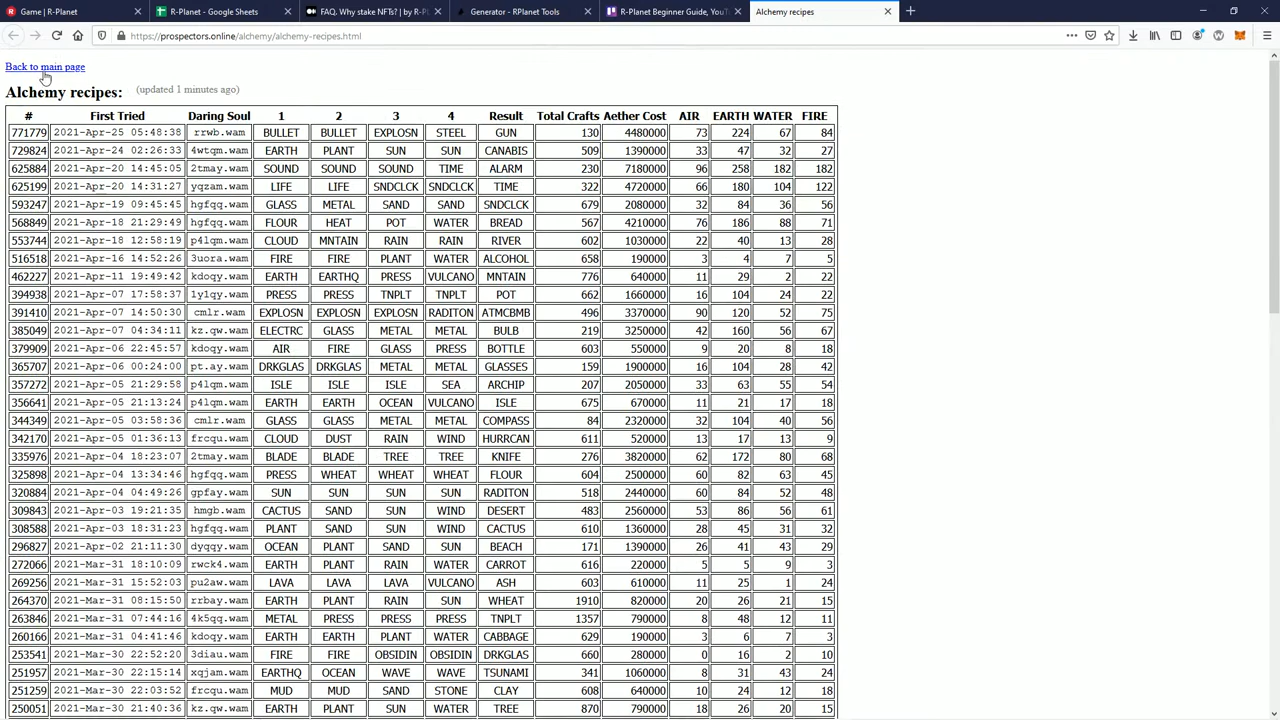 Game | R-Planet R-Planet - Google Sheets FAQ. Why stake NFTs? | by R-P Generator - RPlanet Tools R-Planet Beginner Guide, YouT Alchemy recipes
https://prospectors.online/alchemy/alchemy-recipes.html
Back to main page
Alchemy recipes: (updated 1 minutes ago)
# First Tried Daring Soul 1 2 3 4 Result Total Crafts Aether Cost AIR EARTH WATER FIRE
771779 2021-Apr-25 05:48:38 rrwb.wam BULLET BULLET EXPLOSN STEEL GUN 130 4480000 73 224 67 84
729824 2021-Apr-24 02:26:33 4wtqm.wam EARTH PLANT SUN SUN CANABIS 509 1390000 33 47 32 27
625884 2021-Apr-20 14:45:05 2tmay.wam SOUND SOUND SOUND TIME ALARM 230 7180000 96 258 182 182
625199 2021-Apr-20 14:31:27 yqzam.wam LIFE LIFE SNDCLCK SNDCLCK TIME 322 4720000 66 180 104 122
593247 2021-Apr-19 09:45:45 hgfqq.wam GLASS METAL SAND SAND SNDCLCK 679 2080000 32 84 36 56
568849 2021-Apr-18 21:29:49 hgfqq.wam FLOUR HEAT POT WATER BREAD 567 4210000 76 186 88 71
553744 2021-Apr-18 12:58:19 p4lqm.wam CLOUD MNTAIN RAIN RAIN RIVER 602 1030000 22 40 13 28
516518 2021-Apr-16 14:52:26 3uora.wam FIRE FIRE PLANT WATER ALCOHOL 658 190000 3 4 7 5
462227 2021-Apr-11 19:49:42 kdoqy.wam EARTH EARTHQ PRESS VULCANO MNTAIN 776 640000 11 29 2 22
394938 2021-Apr-07 17:58:37 1y1qy.wam PRESS PRESS TNPLT TNPLT POT 662 1660000 16 104 24 22
391410 2021-Apr-07 14:50:30 cmlr.wam EXPLOSN EXPLOSN EXPLOSN RADITON ATMCBMB 496 3370000 90 120 52 75
385049 2021-Apr-07 04:34:11 kz.qw.wam ELECTRC GLASS METAL METAL BULB 219 3250000 42 160 56 67
379909 2021-Apr-06 22:45:57 kdoqy.wam AIR FIRE GLASS PRESS BOTTLE 603 550000 9 20 8 18
365707 2021-Apr-06 00:24:00 pt.ay.wam DRKGLAS DRKGLAS METAL METAL GLASSES 159 1900000 16 104 28 42
357272 2021-Apr-05 21:29:58 p4lqm.wam ISLE ISLE ISLE SEA ARCHIP 207 2050000 33 63 55 54
356641 2021-Apr-05 21:13:24 p4lqm.wam EARTH EARTH OCEAN VULCANO ISLE 675 670000 11 21 17 18
344349 2021-Apr-05 03:58:36 cmlr.wam GLASS GLASS METAL METAL COMPASS 84 2320000 32 104 40 56
342170 2021-Apr-05 01:36:13 frcqu.wam CLOUD DUST RAIN WIND HURRCAN 611 520000 13 17 13 9
335976 2021-Apr-04 18:23:07 2tmay.wam BLADE BLADE TREE TREE KNIFE 276 3820000 62 172 80 68
325898 2021-Apr-04 13:34:46 hgfqq.wam PRESS WHEAT WHEAT WHEAT FLOUR 604 2500000 60 82 63 45
320884 2021-Apr-04 04:49:26 gpfay.wam SUN SUN SUN SUN RADITON 518 2440000 60 84 52 48
309843 2021-Apr-03 19:21:35 hmgb.wam CACTUS SAND SUN WIND DESERT 483 2560000 53 86 56 61
308588 2021-Apr-03 18:31:23 hgfqq.wam PLANT SAND SUN WIND CACTUS 610 1360000 28 45 31 32
296827 2021-Apr-02 21:11:30 dyqqy.wam OCEAN PLANT SAND SUN BEACH 171 1390000 26 41 43 29
272066 2021-Mar-31 18:10:09 rwck4.wam EARTH PLANT RAIN WATER CARROT 616 220000 5 5 9 3
269256 2021-Mar-31 15:52:03 pu2aw.wam LAVA LAVA LAVA VULCANO ASH 603 610000 11 25 1 24
264370 2021-Mar-31 08:15:50 rrbay.wam EARTH PLANT RAIN SUN WHEAT 1910 820000 20 26 21 15
263846 2021-Mar-31 07:44:16 4k5qq.wam METAL PRESS PRESS PRESS TNPLT 1357 790000 8 48 12 11
260166 2021-Mar-31 04:41:46 kdoqy.wam EARTH EARTH PLANT WATER CABBAGE 629 190000 3 6 7 3
253541 2021-Mar-30 22:52:20 3diau.wam FIRE FIRE OBSIDIN OBSIDIN DRKGLAS 660 280000 0 16 2 10
251957 2021-Mar-30 22:15:14 xqjam.wam EARTHQ OCEAN WAVE WAVE TSUNAMI 341 1060000 8 31 43 24
251259 2021-Mar-30 22:03:52 frcqu.wam MUD MUD SAND STONE CLAY 608 640000 10 24 12 18
250051 2021-Mar-30 21:40:36 kz.qw.wam EARTH PLANT SUN WATER TREE 870 790000 18 26 20 15